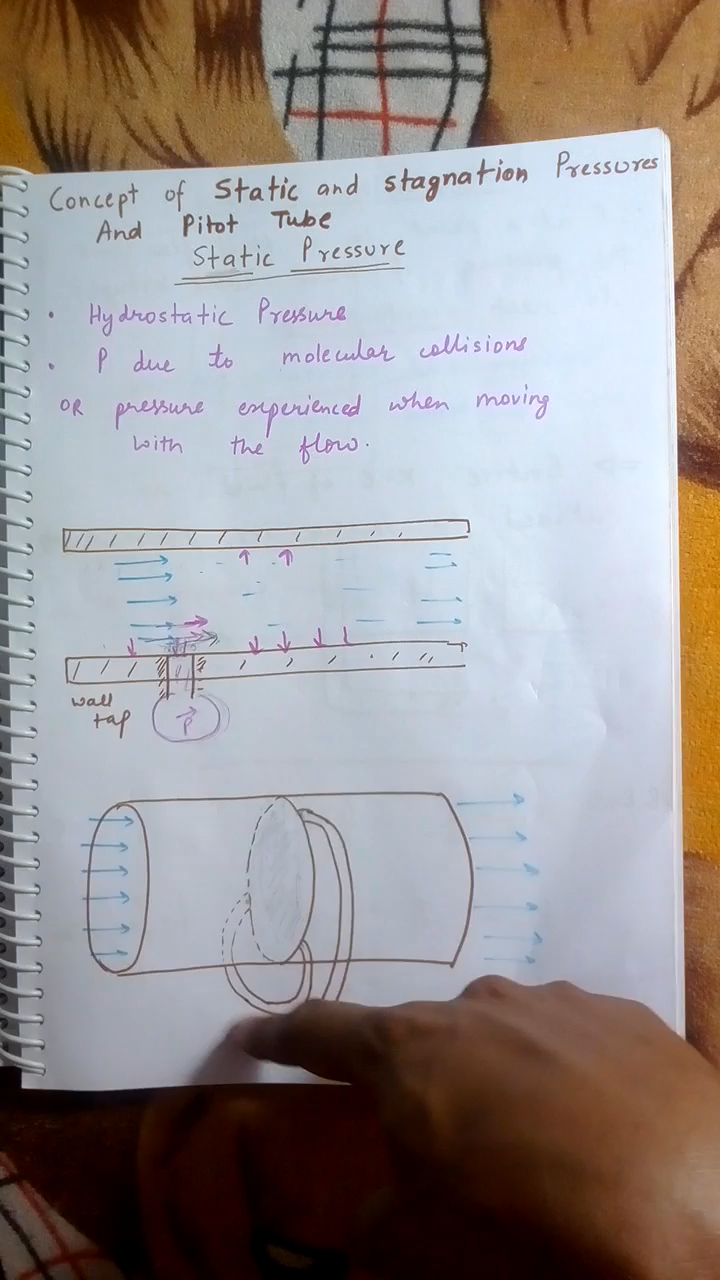 Concept of Static and stagnation Pressures
And Pitot Tube
Static Pressure
• Hydrostatic Pressure
• P due to molecular collisions
OR pressure experienced when moving
with the flow.
wall
tap
P